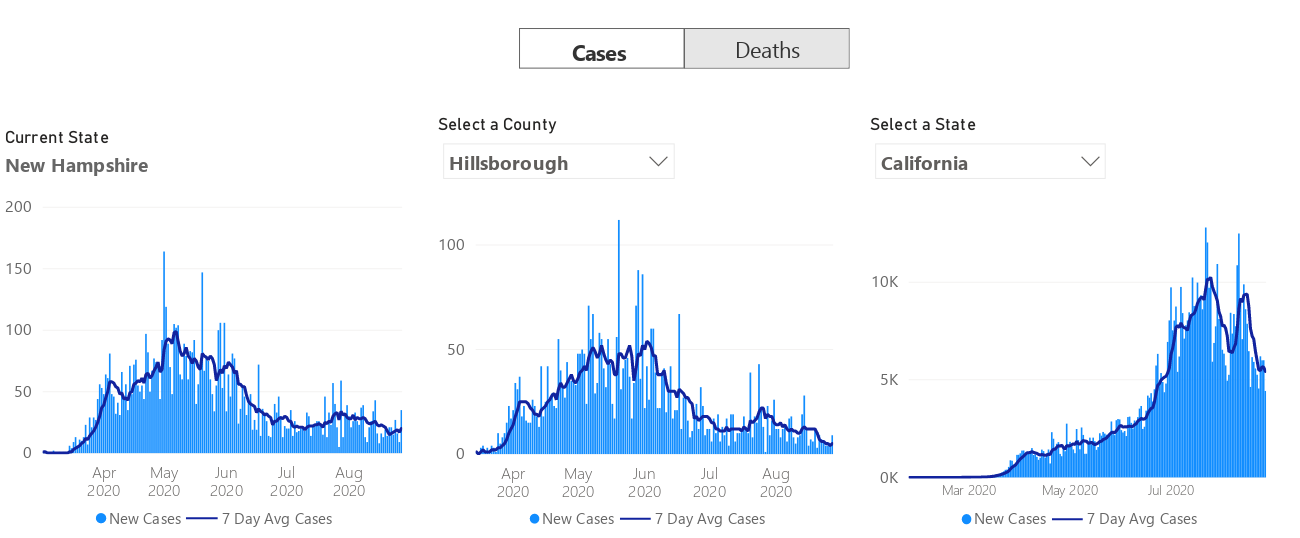 Cases
Deaths
Current State
New Hampshire
200
150
100
50
0
Apr 2020
May 2020
Jun 2020
Jul 2020
Aug 2020
New Cases
7 Day Avg Cases
Select a County
Hillsborough
100
50
0
Apr 2020
May 2020
Jun 2020
Jul 2020
Aug 2020
New Cases
7 Day Avg Cases
Select a State
California
10K
5K
0K
Mar 2020
May 2020
Jul 2020
New Cases
7 Day Avg Cases